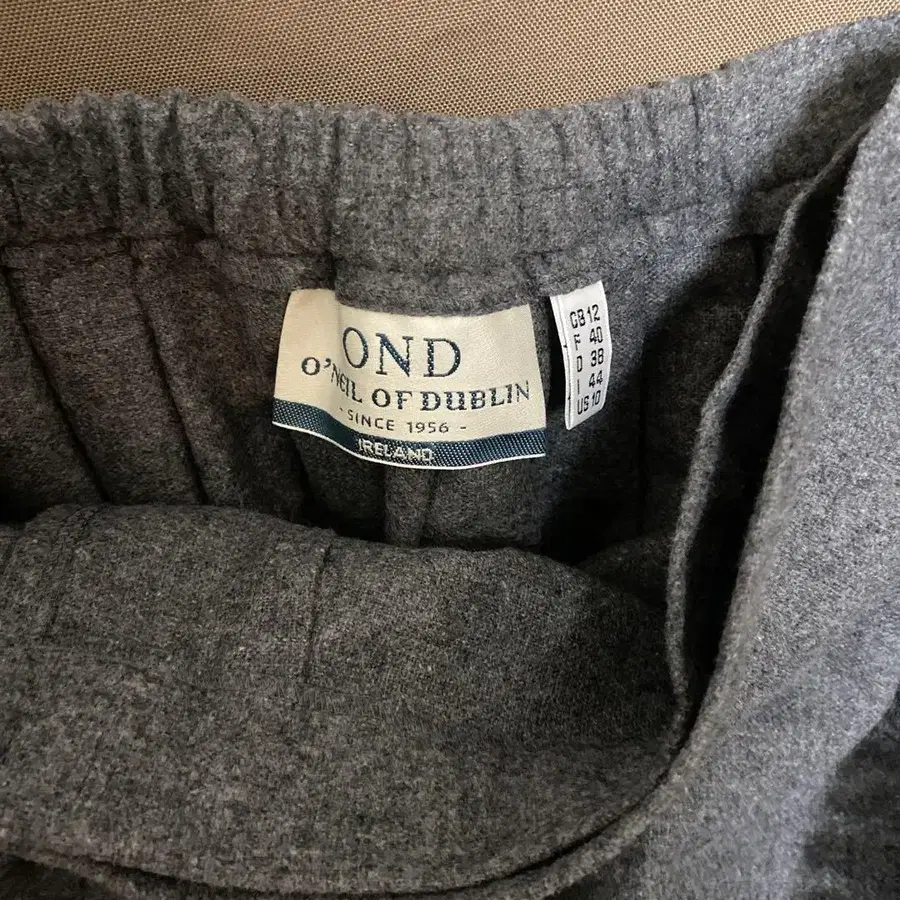 OND
O'NEIL OF DUBLIN
- SINCE 1956 -
IRELAND
GB 12
F 40
D 38
I 44
US 10